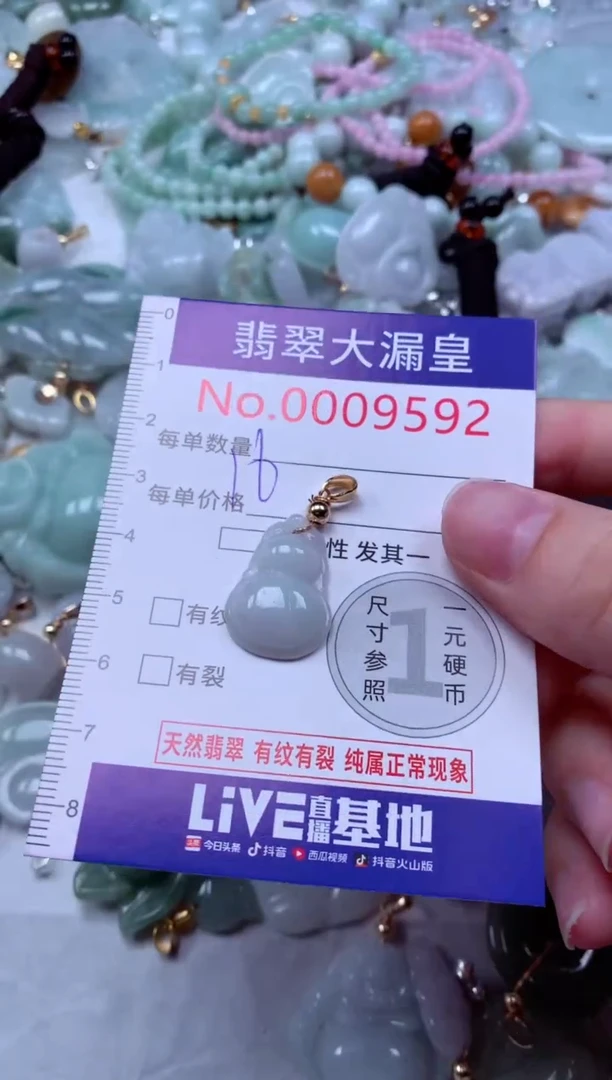 0
翡翠大漏皇
1
No.0009592
2
每单数量
16
3
每单价格
4
性 发其一
5
有纹
尺寸参照
1
一元硬币
6
有裂
7
天然翡翠 有纹有裂 纯属正常现象
8
LiVE直播基地
今日头条 抖音 西瓜视频 抖音火山版